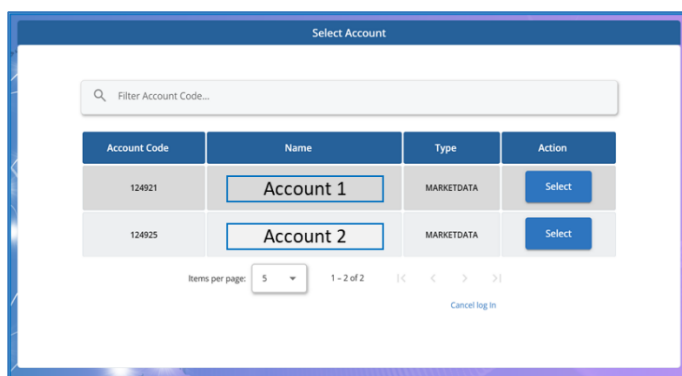 Select Account
Filter Account Code...
Account Code Name Type Action
124921 Account 1 MARKETDATA Select
124925 Account 2 MARKETDATA Select
Items per page: 5 1 – 2 of 2
Cancel log In